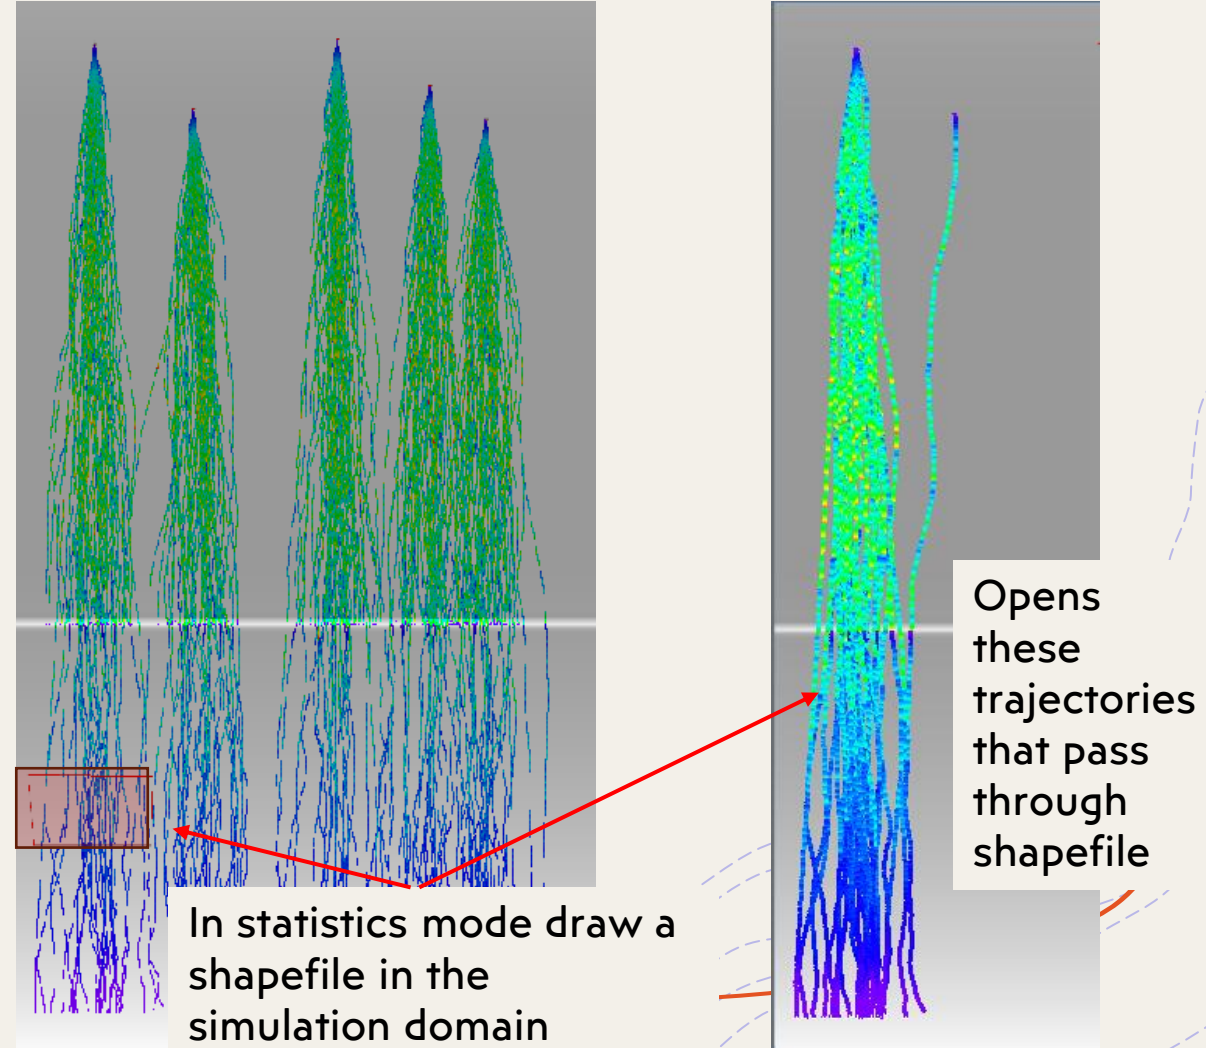 In statistics mode draw a
shapefile in the
simulation domain
Opens
these
trajectories
that pass
through
shapefile